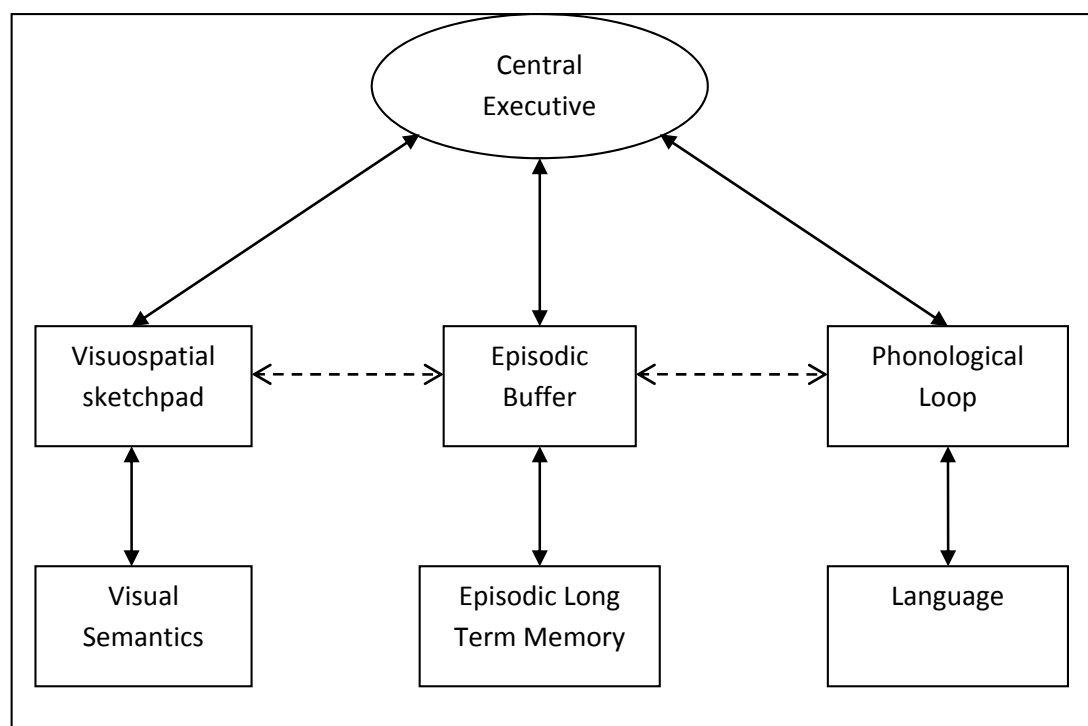 Central
Executive
Visuospatial
sketchpad
Episodic
Buffer
Phonological
Loop
Visual
Semantics
Episodic Long
Term Memory
Language